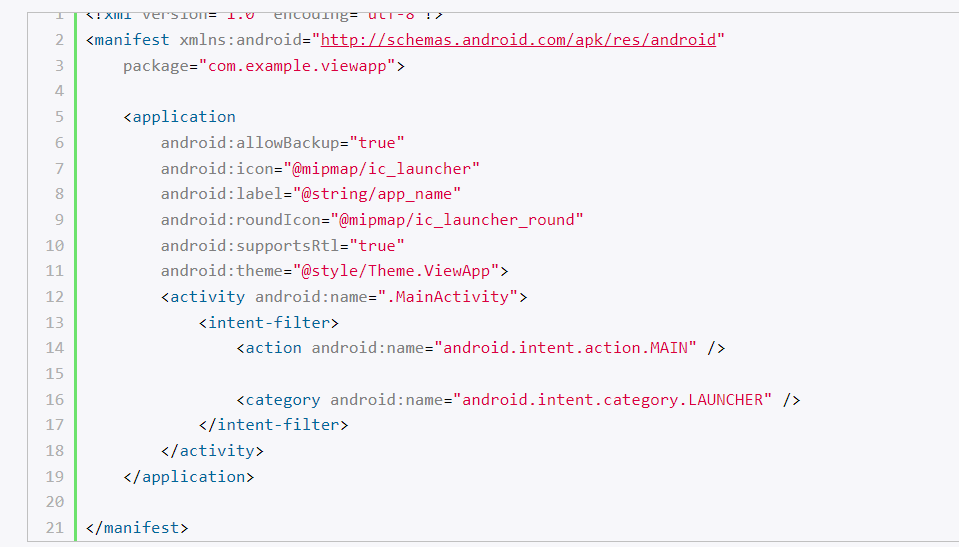 1 <?xml version="1.0" encoding="utf-8"?>
2 <manifest xmlns:android="http://schemas.android.com/apk/res/android"
3     package="com.example.viewapp">
4
5     <application
6         android:allowBackup="true"
7         android:icon="@mipmap/ic_launcher"
8         android:label="@string/app_name"
9         android:roundIcon="@mipmap/ic_launcher_round"
10         android:supportsRtl="true"
11         android:theme="@style/Theme.ViewApp">
12         <activity android:name=".MainActivity">
13             <intent-filter>
14                 <action android:name="android.intent.action.MAIN" />
15
16                 <category android:name="android.intent.category.LAUNCHER" />
17             </intent-filter>
18         </activity>
19     </application>
20
21 </manifest>